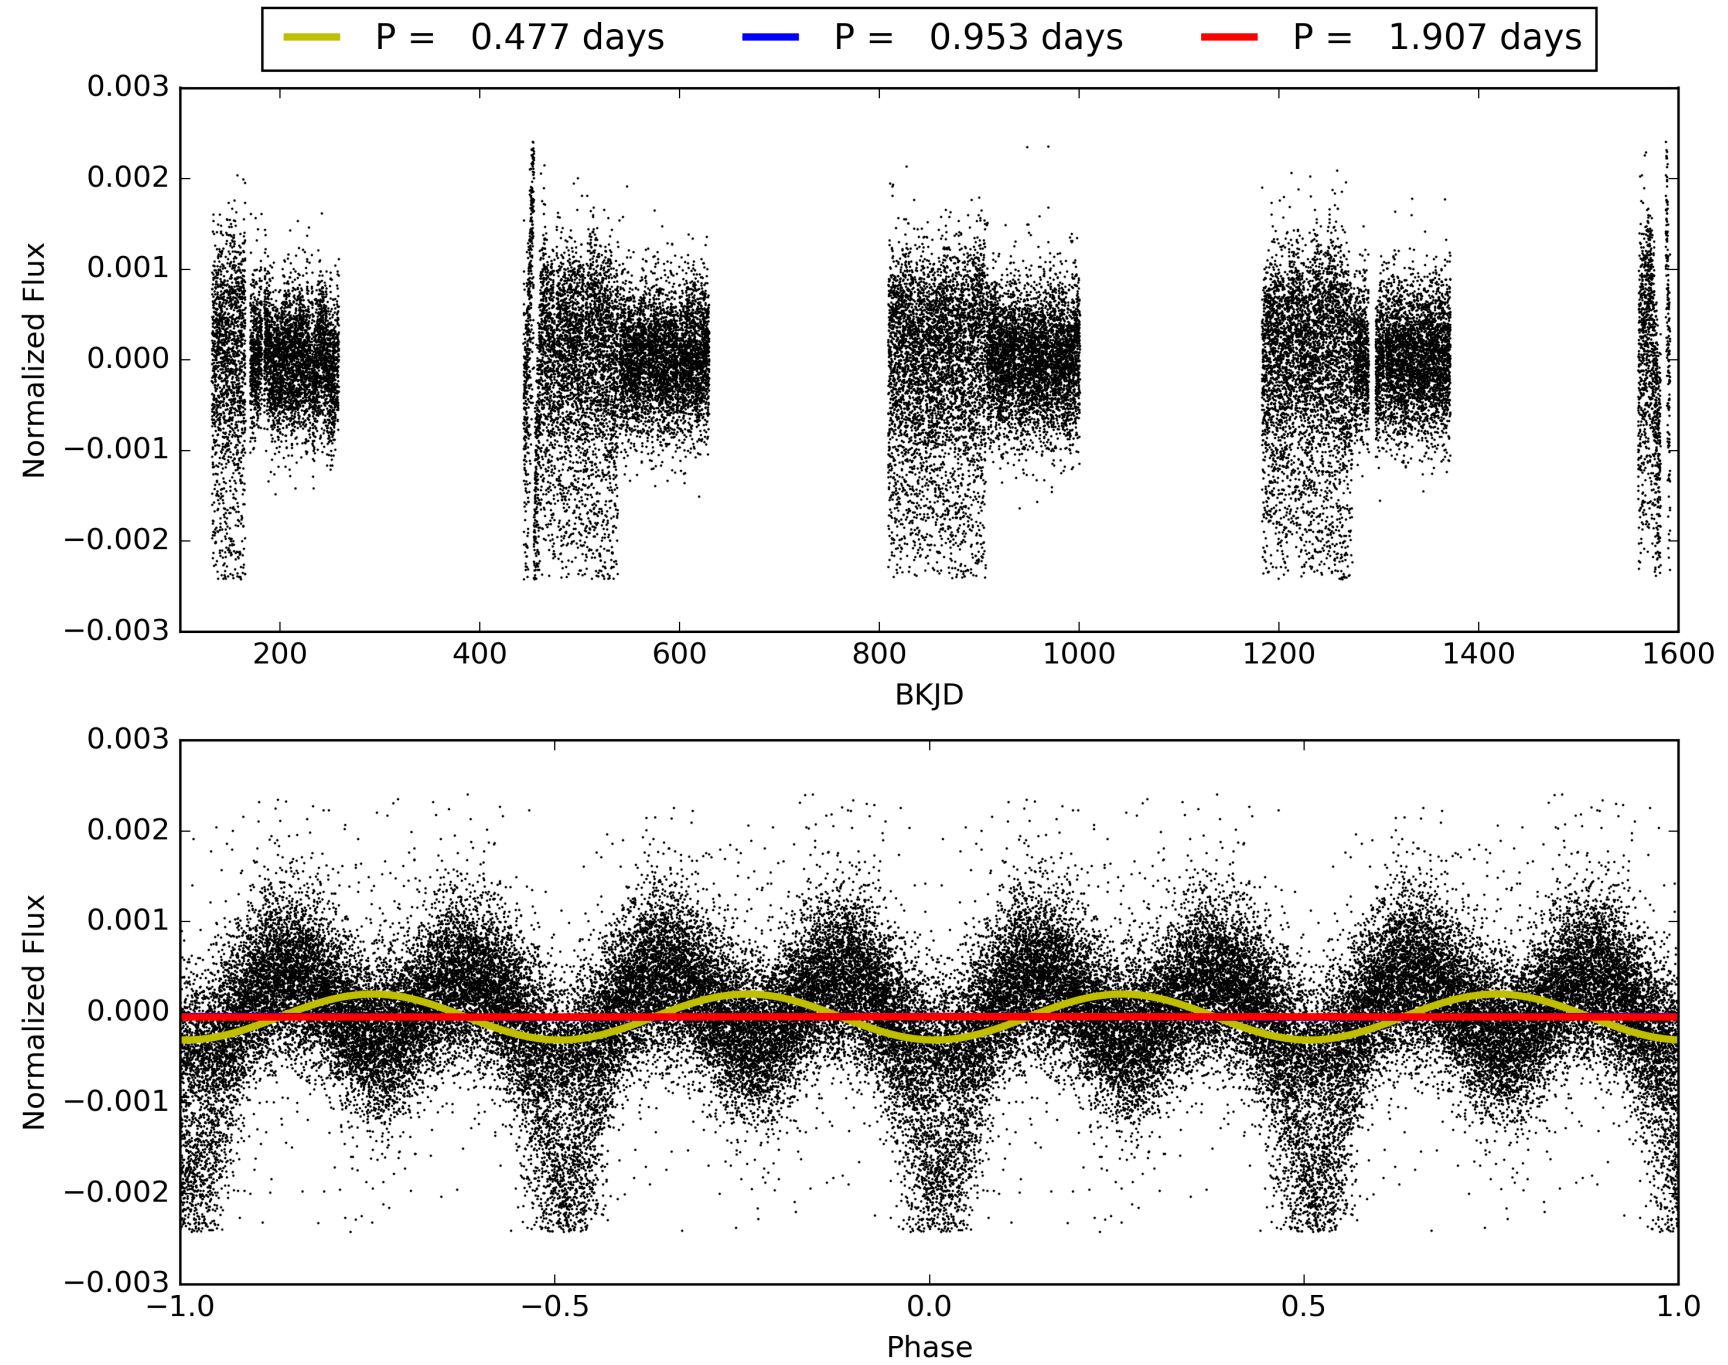 P = 0.477 days P = 0.953 days P = 1.907 days
0.003
0.002
0.001
0.000
−0.001
−0.002
−0.003
Normalized Flux
200 400 600 800 1000 1200 1400 1600
BKJD
0.003
0.002
0.001
0.000
−0.001
−0.002
−0.003
Normalized Flux
−1.0 −0.5 0.0 0.5 1.0
Phase